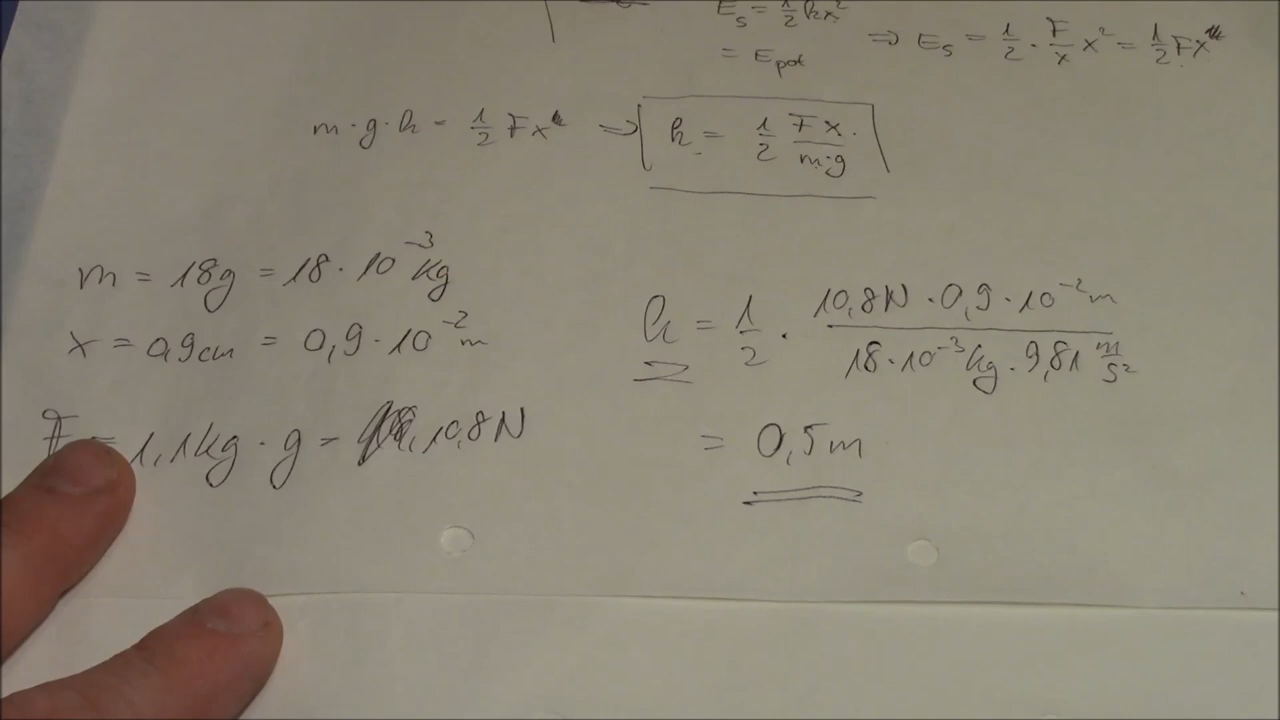 E_s = 1/2 kx²
= E_pot
⇒ E_s = 1/2 · F/x x² = 1/2 Fx
m·g·h = 1/2 Fx ⇒ h = 1/2 Fx/m·g
m = 18g = 18·10⁻³ kg
x = 0,9cm = 0,9·10⁻² m
F = 1,1kg · g = 10,8N
h = 1/2 · 10,8N · 0,9 · 10⁻² m / 18·10⁻³ kg · 9,81 m/s²
= 0,5m